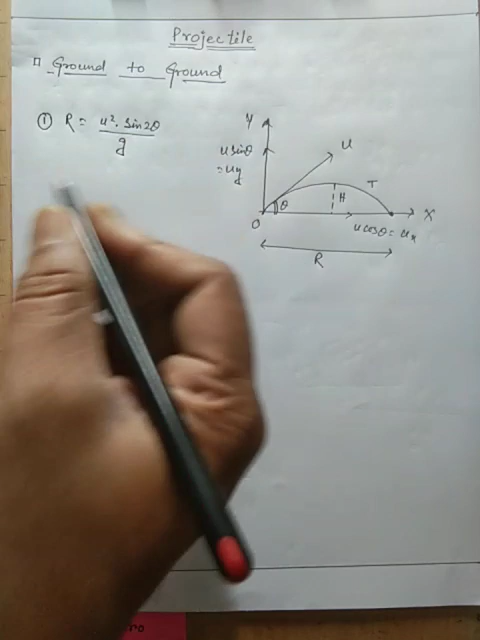 Projectile
Ground to Ground
① R = u². sin2θ
g
Y
u
u sinθ
= uy
θ
H
T
O
X
u cosθ = ux
R